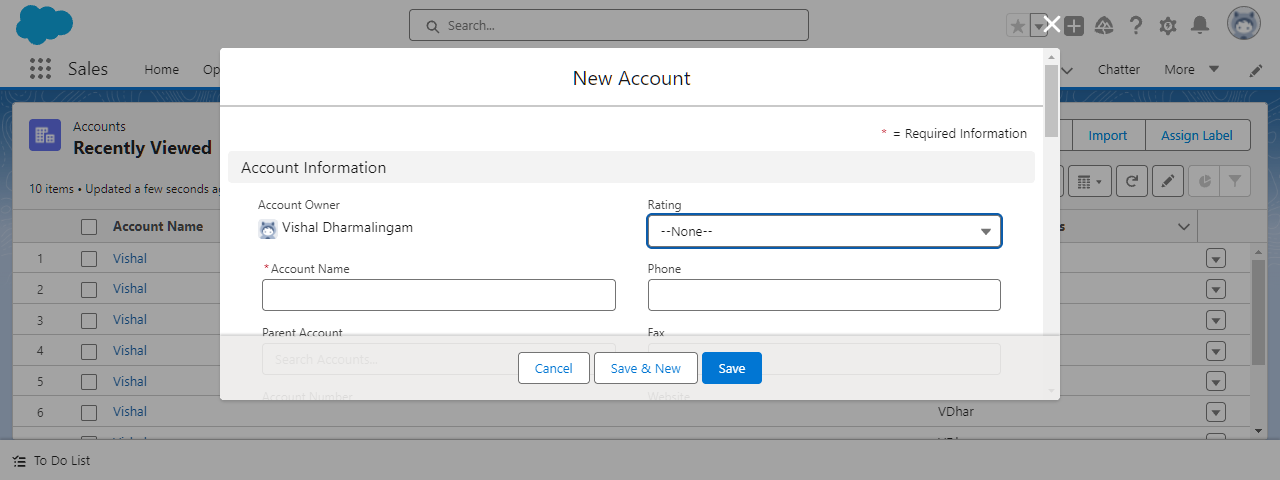 Search...
Sales Home Chatter More
New Account
Accounts
Recently Viewed
Import Assign Label
* = Required Information
Account Information
10 items • Updated a few seconds
Account Owner
Vishal Dharmalingam
Rating
--None--
Account Name
1 Vishal
2 Vishal
3 Vishal
4 Vishal
5 Vishal
6 Vishal VDhar
*Account Name
Phone
Parent Account
Search Accounts...
Fax
Account Number
Website
Cancel Save & New Save
To Do List